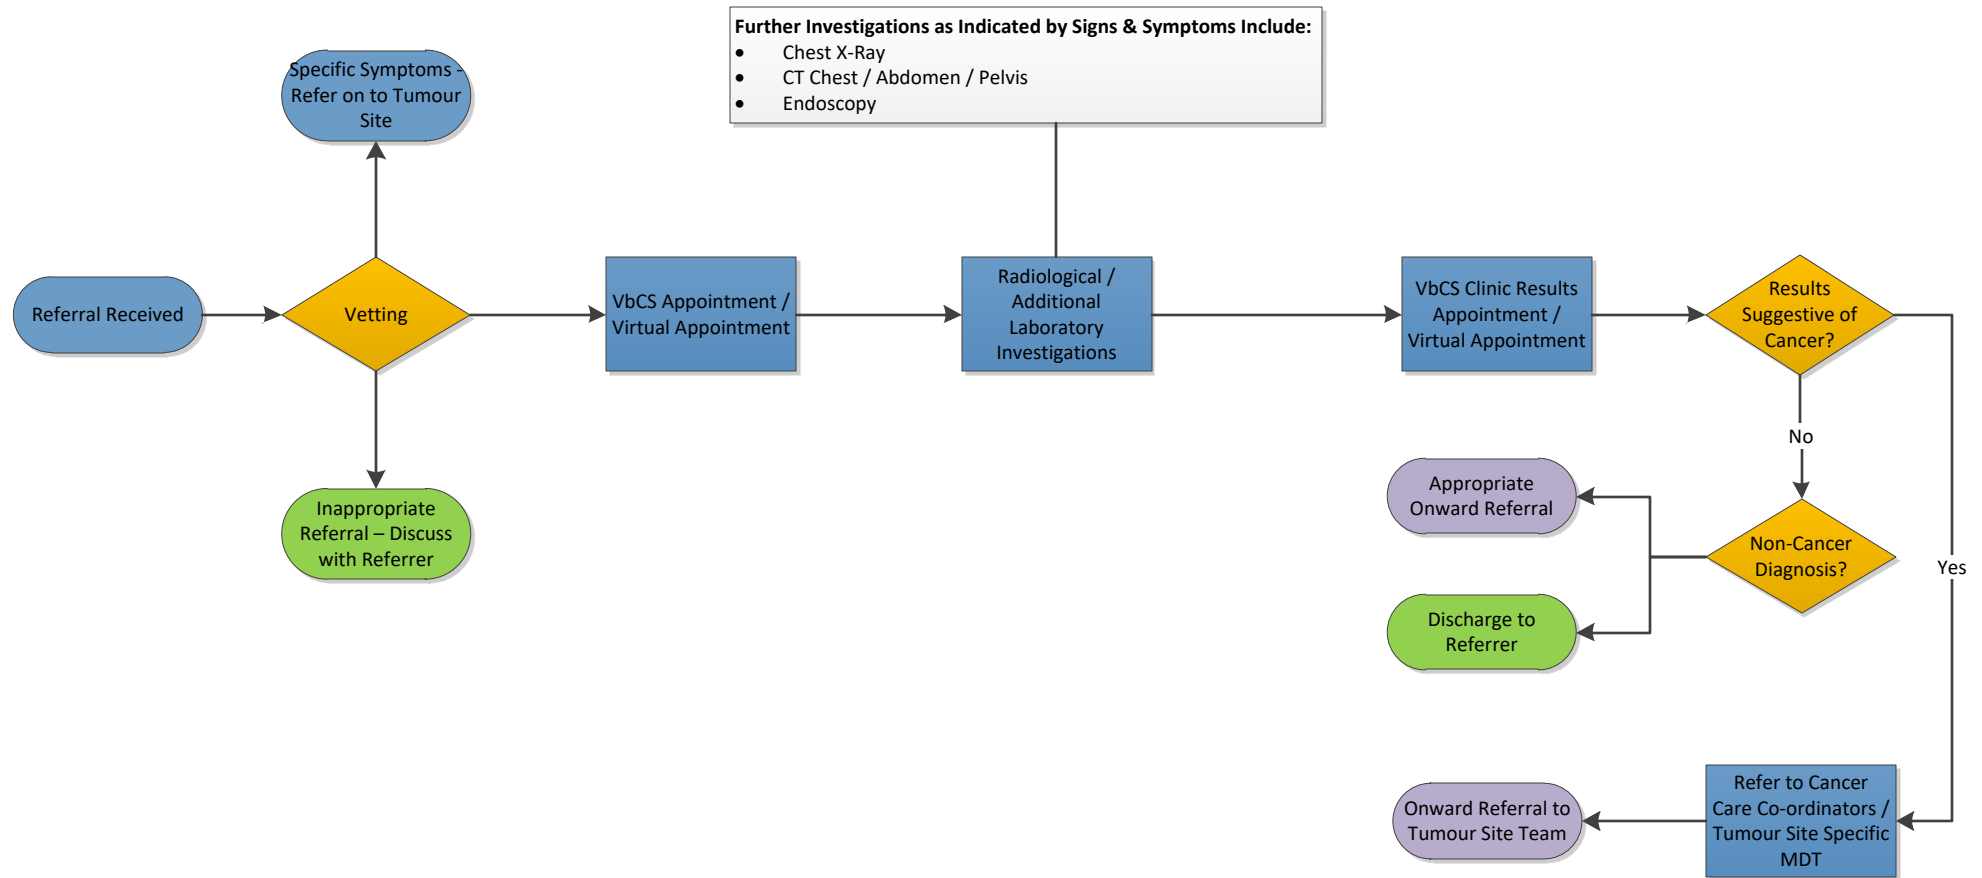 Further Investigations as Indicated by Signs & Symptoms Include:
• Chest X-Ray
• CT Chest / Abdomen / Pelvis
• Endoscopy
Specific Symptoms -
Refer on to Tumour
Site
Referral Received
Vetting
VbCS Appointment /
Virtual Appointment
Radiological /
Additional
Laboratory
Investigations
VbCS Clinic Results
Appointment /
Virtual Appointment
Results
Suggestive of
Cancer?
No
Yes
Inappropriate
Referral – Discuss
with Referrer
Appropriate
Onward Referral
Non-Cancer
Diagnosis?
Discharge to
Referrer
Onward Referral to
Tumour Site Team
Refer to Cancer
Care Co-ordinators /
Tumour Site Specific
MDT